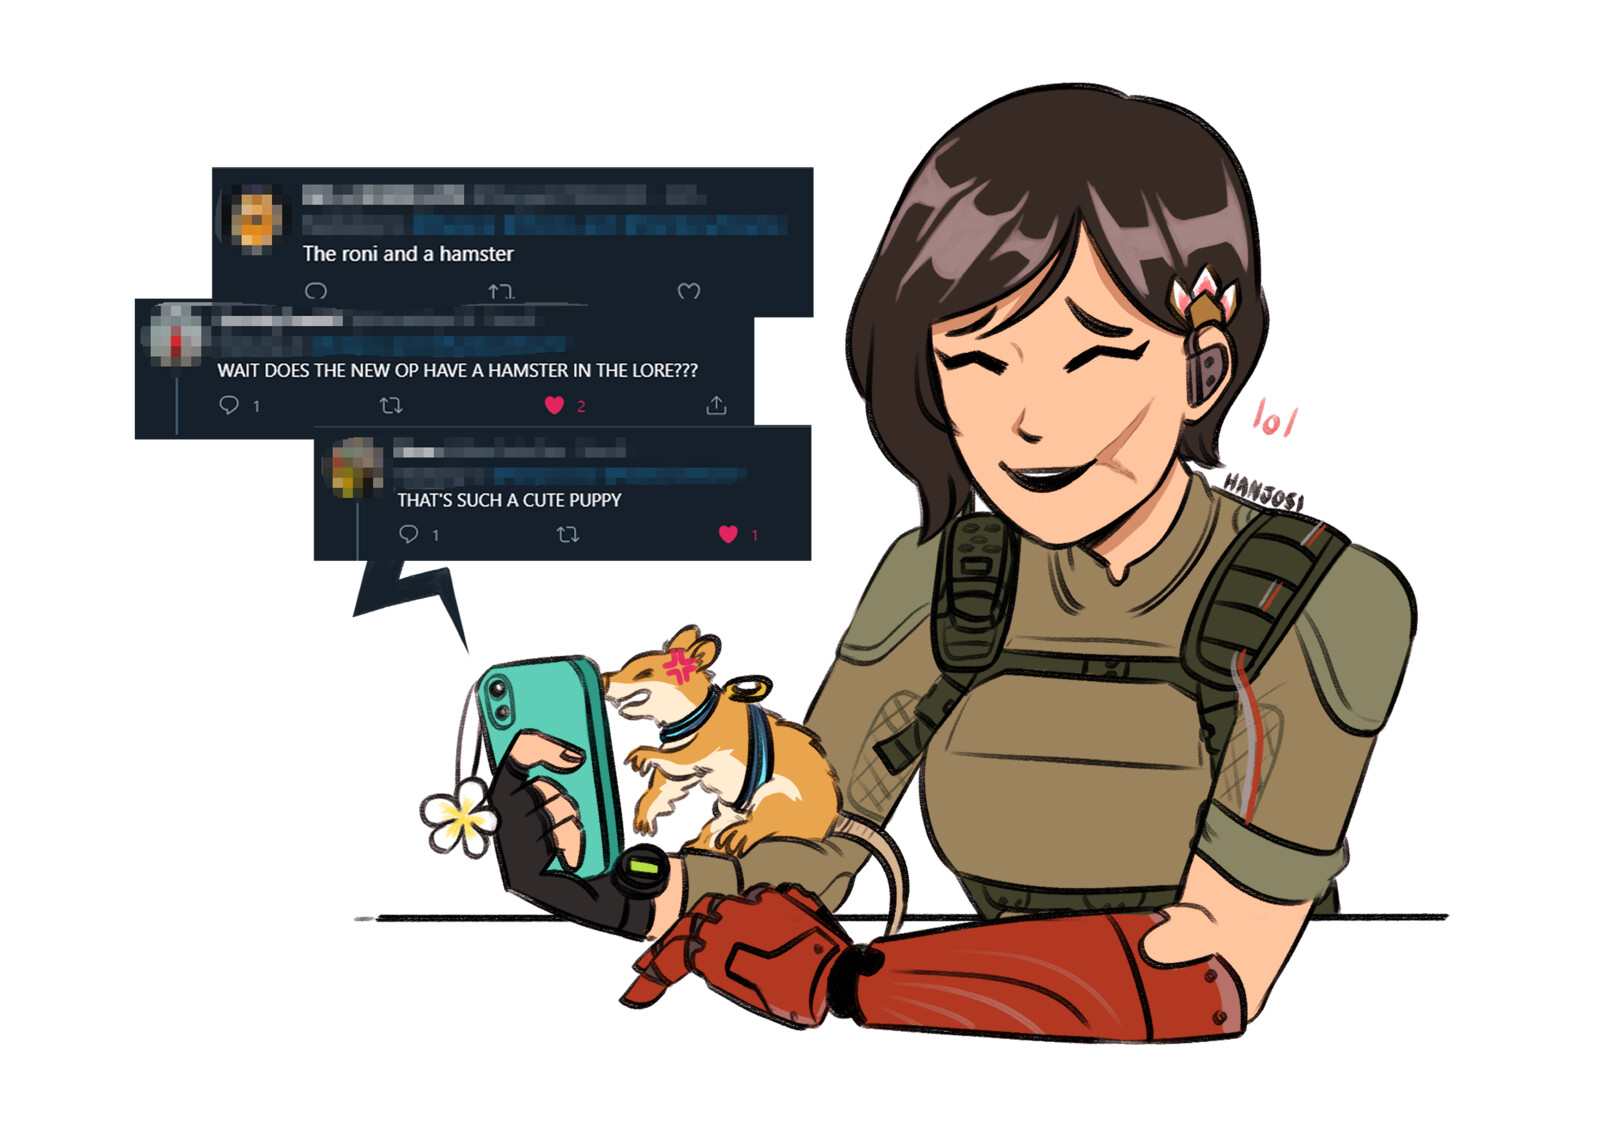 The roni and a hamster
WAIT DOES THE NEW OP HAVE A HAMSTER IN THE LORE???
1
2
THAT'S SUCH A CUTE PUPPY
1
1
lol
HANJOSI